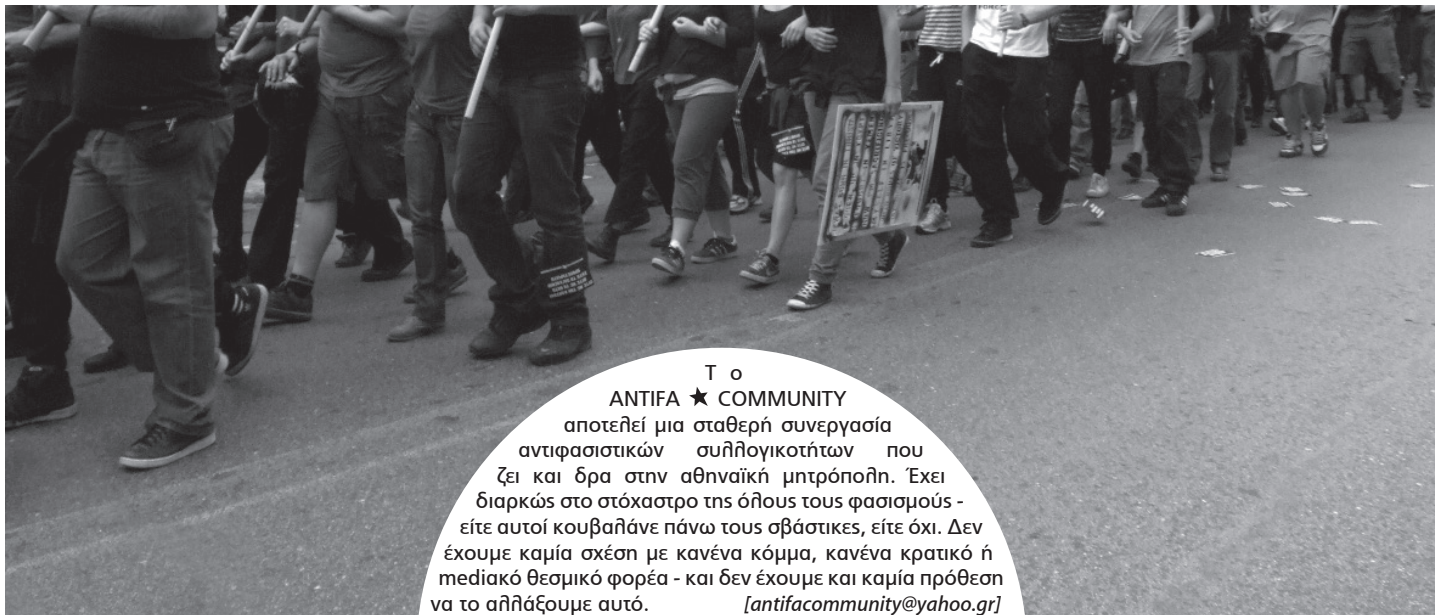 Τ ο
ANTIFA ★ COMMUNITY
αποτελεί μια σταθερή συνεργασία
αντιφασιστικών συλλογικοτήτων που
ζει και δρα στην αθηναϊκή μητρόπολη. Έχει
διαρκώς στο στόχαστρο της όλους τους φασισμούς -
είτε αυτοί κουβαλάνε πάνω τους σβάστικες, είτε όχι. Δεν
έχουμε καμία σχέση με κανένα κόμμα, κανένα κρατικό ή
mediaκό θεσμικό φορέα - και δεν έχουμε και καμία πρόθεση
να το αλλάξουμε αυτό. [antifacommunity@yahoo.gr]